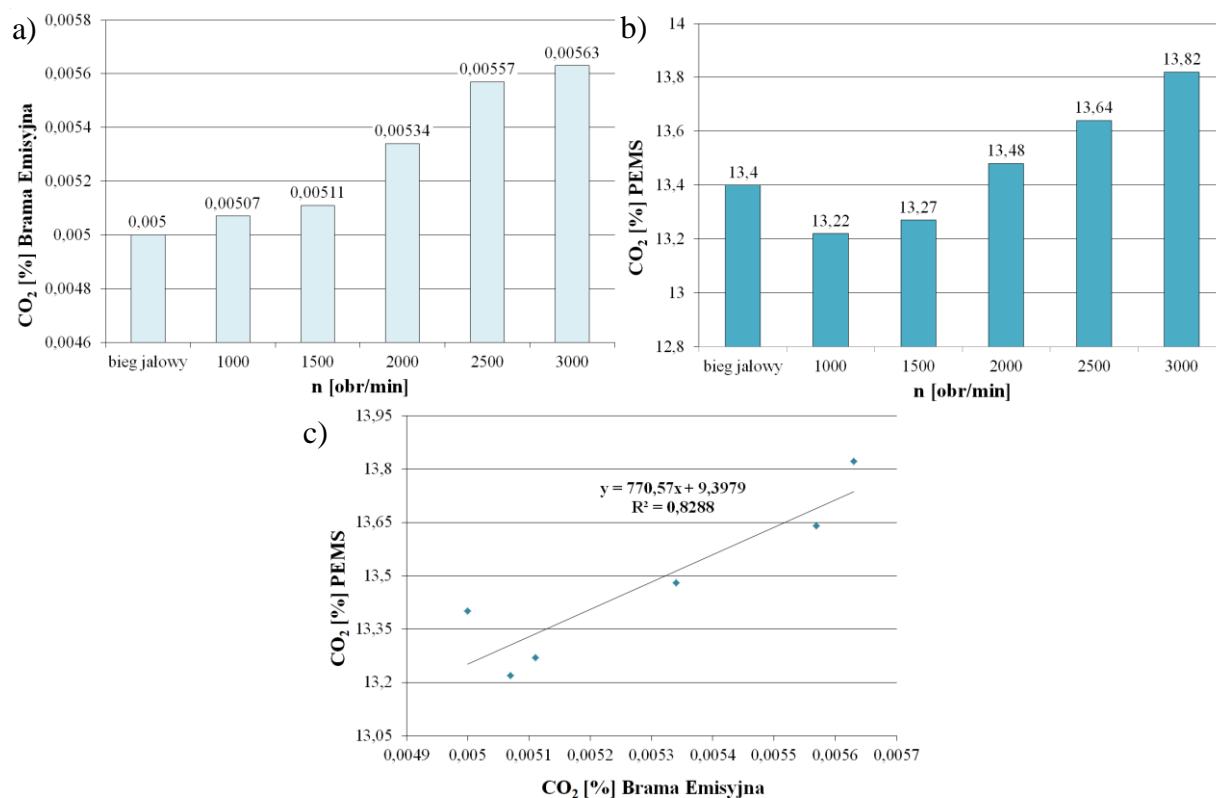 a)
0,0058
0,0056
0,0054
0,0052
0,005
0,0048
0,0046
CO₂ [%] Brama Emisyjna
0,005
0,00507
0,00511
0,00534
0,00557
0,00563
bieg jałowy 1000 1500 2000 2500 3000
n [obr/min]
b)
14
13,8
13,6
13,4
13,2
13
12,8
CO₂ [%] PEMS
13,4
13,22
13,27
13,48
13,64
13,82
bieg jałowy 1000 1500 2000 2500 3000
n [obr/min]
c)
13,95
13,8
13,65
13,5
13,35
13,2
13,05
CO₂ [%] PEMS
y = 770,57x + 9,3979
R² = 0,8288
0,0049 0,005 0,0051 0,0052 0,0053 0,0054 0,0055 0,0056 0,0057
CO₂ [%] Brama Emisyjna